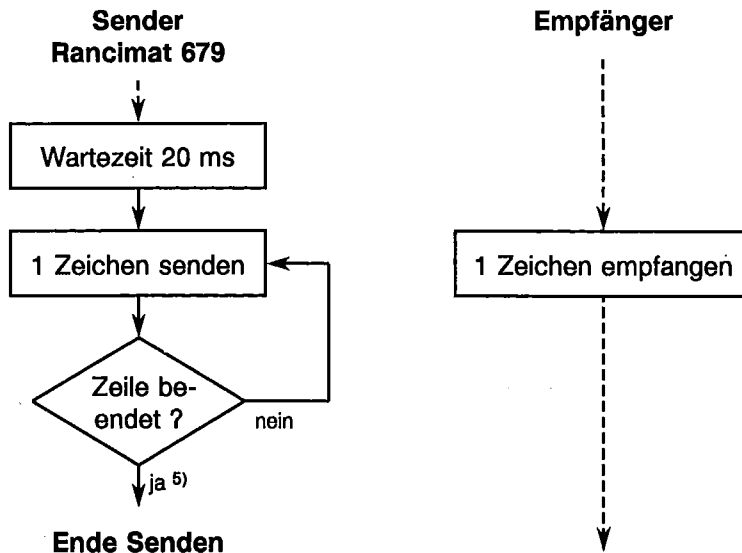 Sender
Rancimat 679
Wartezeit 20 ms
1 Zeichen senden
Zeile be-
endet ?
nein
ja 5)
Ende Senden
Empfänger
1 Zeichen empfangen